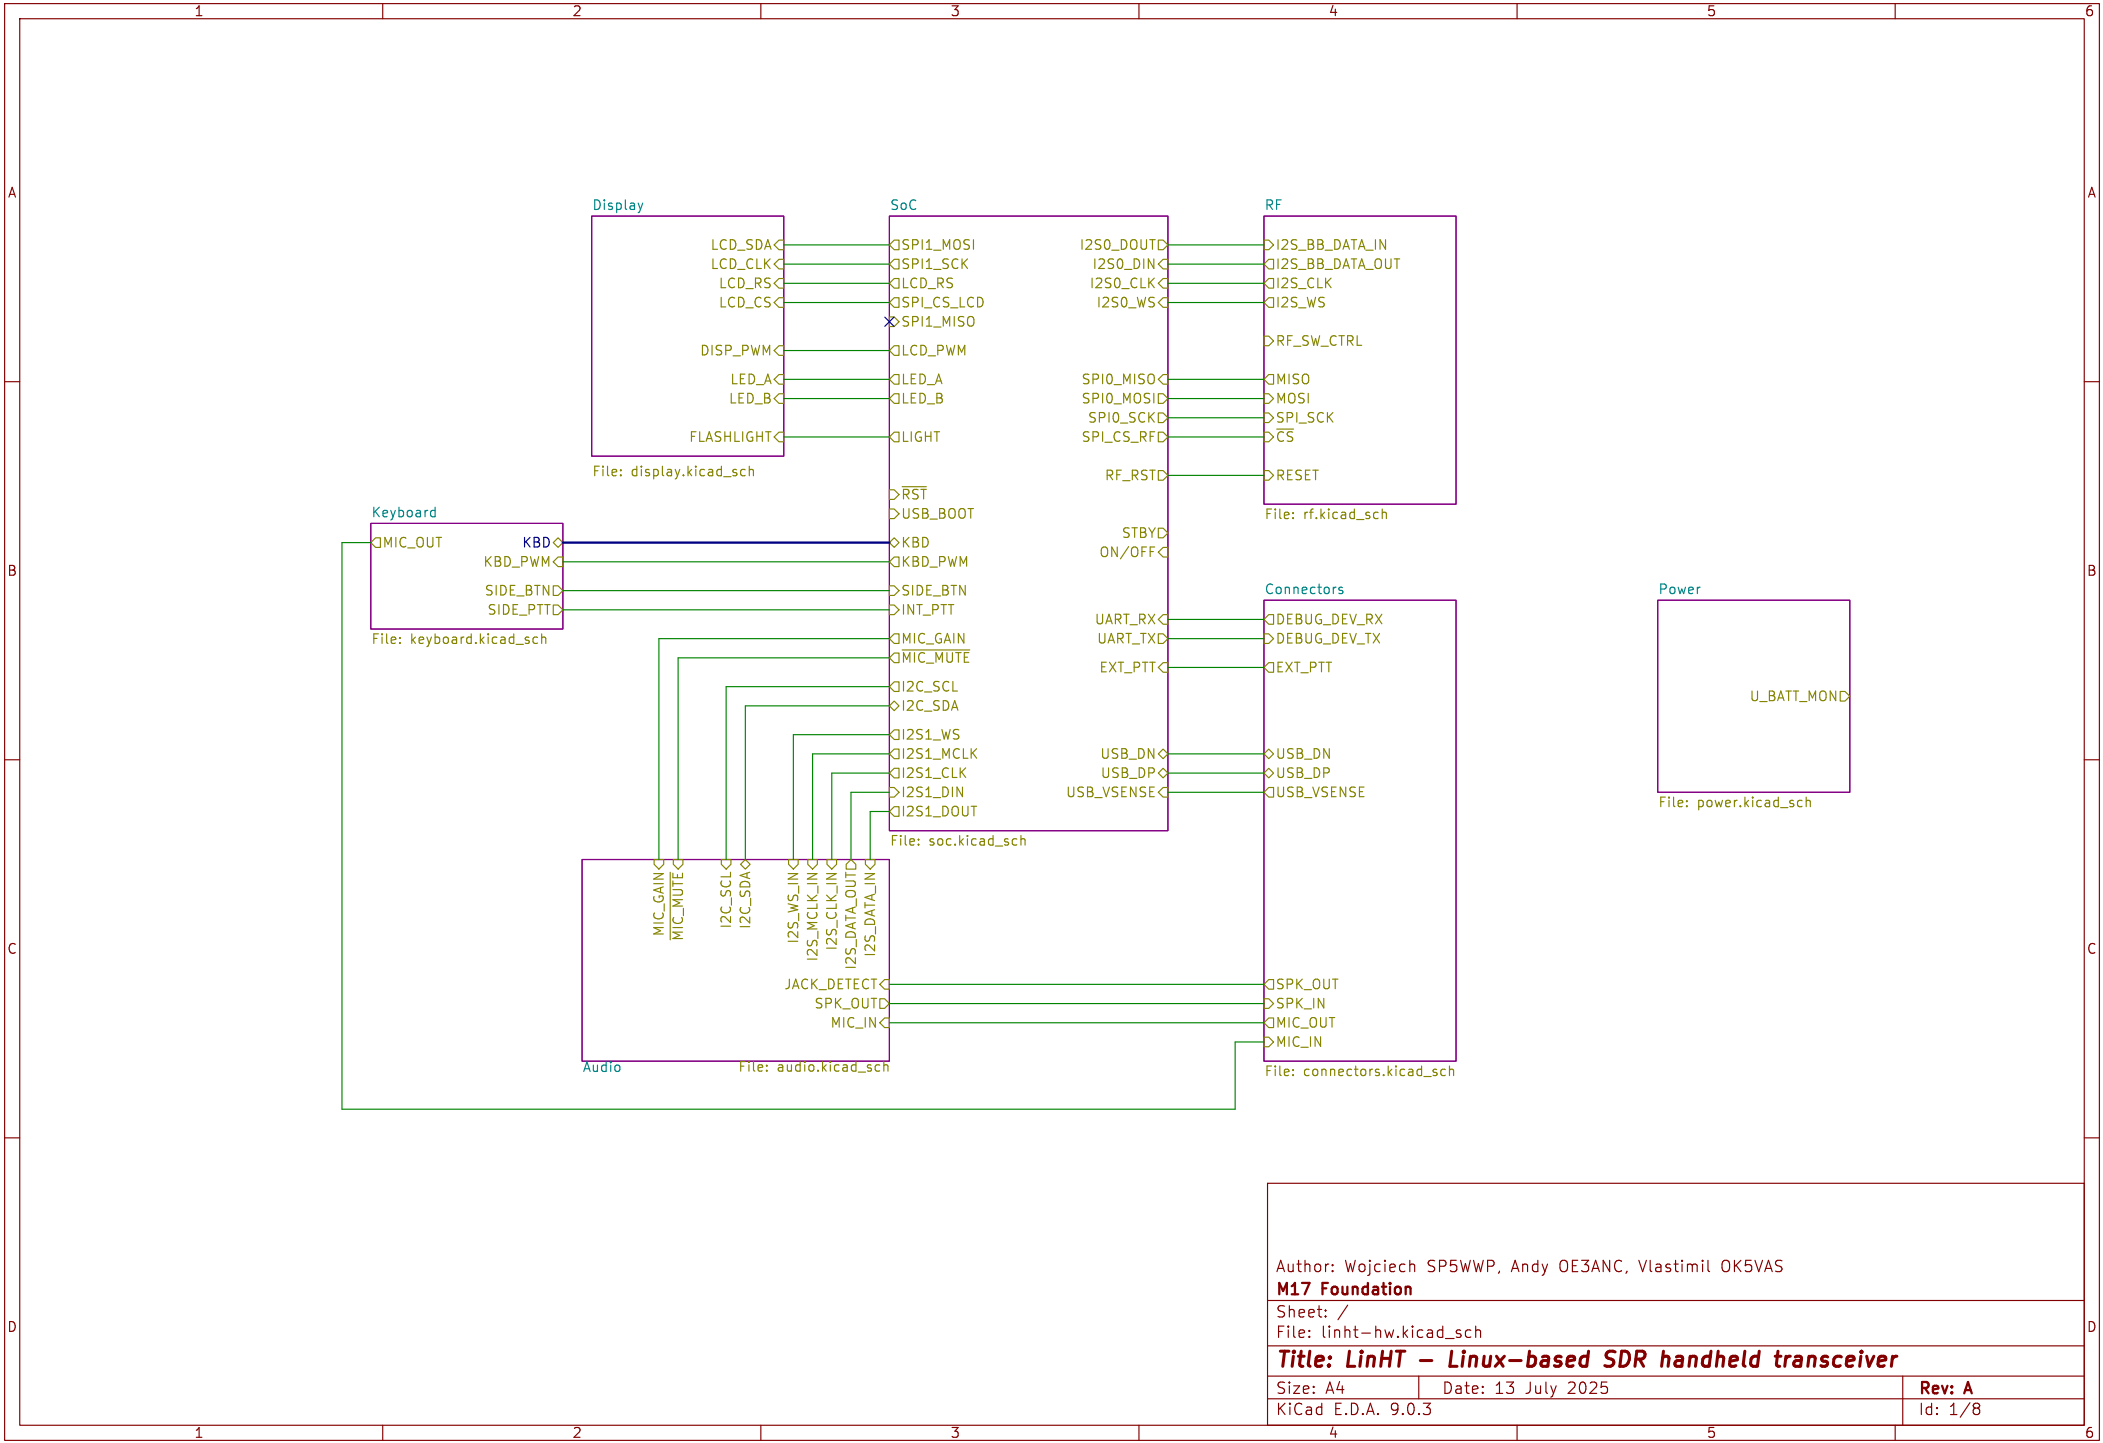 1 2 3 4 5 6
A A
B B
C C
D D
Display
LCD_SDA
LCD_CLK
LCD_RS
LCD_CS
DISP_PWM
LED_A
LED_B
FLASHLIGHT
File: display.kicad_sch
SoC
SPI1_MOSI
SPI1_SCK
LCD_RS
SPI_CS_LCD
SPI1_MISO
LCD_PWM
LED_A
LED_B
LIGHT
RST
USB_BOOT
KBD
KBD_PWM
SIDE_BTN
INT_PTT
MIC_GAIN
MIC_MUTE
I2C_SCL
I2C_SDA
I2S1_WS
I2S1_MCLK
I2S1_CLK
I2S1_DIN
I2S1_DOUT
I2S0_DOUT
I2S0_DIN
I2S0_CLK
I2S0_WS
SPI0_MISO
SPI0_MOSI
SPI0_SCK
SPI_CS_RF
RF_RST
STBY
ON/OFF
UART_RX
UART_TX
EXT_PTT
USB_DN
USB_DP
USB_VSENSE
File: soc.kicad_sch
RF
I2S_BB_DATA_IN
I2S_BB_DATA_OUT
I2S_CLK
I2S_WS
RF_SW_CTRL
MISO
MOSI
SPI_SCK
CS
RESET
File: rf.kicad_sch
Keyboard
MIC_OUT
KBD
KBD_PWM
SIDE_BTN
SIDE_PTT
File: keyboard.kicad_sch
Connectors
DEBUG_DEV_RX
DEBUG_DEV_TX
EXT_PTT
USB_DN
USB_DP
USB_VSENSE
SPK_OUT
SPK_IN
MIC_OUT
MIC_IN
File: connectors.kicad_sch
Power
U_BATT_MON
File: power.kicad_sch
MIC_GAIN
MIC_MUTE
I2C_SCL
I2C_SDA
I2S_WS_IN
I2S_MCLK_IN
I2S_CLK_IN
I2S_DATA_OUT
I2S_DATA_IN
JACK_DETECT
SPK_OUT
MIC_IN
Audio
File: audio.kicad_sch
Author: Wojciech SP5WWP, Andy OE3ANC, Vlastimil OK5VAS
M17 Foundation
Sheet: /
File: linht-hw.kicad_sch
Title: LinHT - Linux-based SDR handheld transceiver
Size: A4 Date: 13 July 2025 Rev: A
KiCad E.D.A. 9.0.3 Id: 1/8
1 2 3 4 5 6